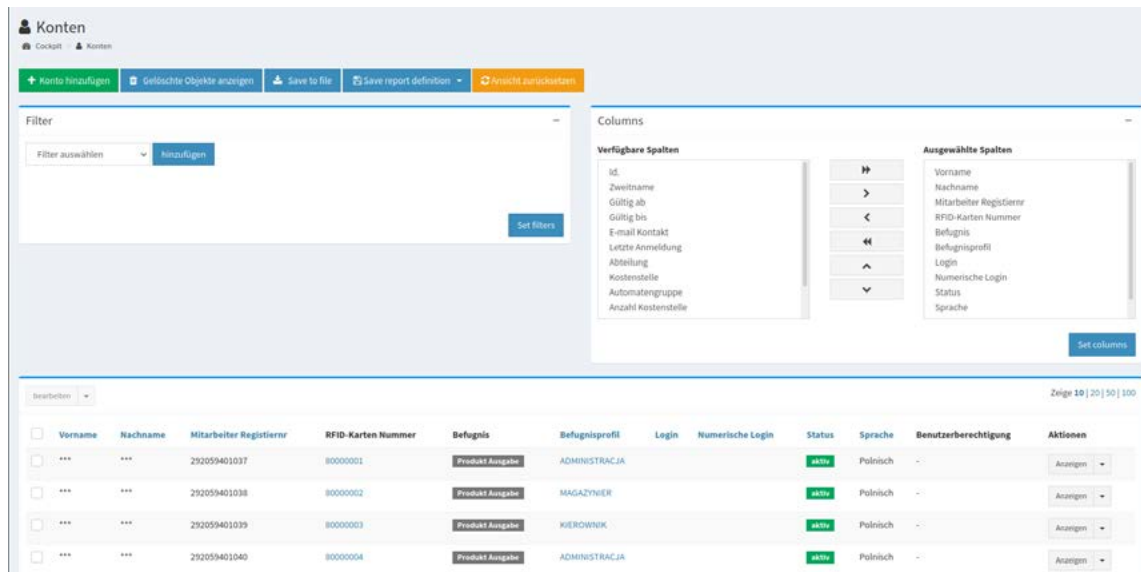 Konten
Cockpit Konten
Konto hinzufügen Gelöschte Objekte anzeigen Save to file Save report definition Ansicht zurücksetzen
Filter
Filter auswählen hinzufügen
Set filters
Columns
Verfügbare Spalten
Id.
Zweitname
Gültig ab
Gültig bis
E-mail Kontakt
Letzte Anmeldung
Abteilung
Kostenstelle
Automatengruppe
Anzahl Kostenstelle
Ausgewählte Spalten
Vorname
Nachname
Mitarbeiter Registiernr
RFID-Karten Nummer
Befugnis
Befugnisprofil
Login
Numerische Login
Status
Sprache
Set columns
bearbeiten Zeige 10 | 20 | 50 | 100
Vorname Nachname Mitarbeiter Registiernr RFID-Karten Nummer Befugnis Befugnisprofil Login Numerische Login Status Sprache Benutzerberechtigung Aktionen
*** *** 292059401037 80000001 Produkt Ausgabe ADMINISTRACJA aktiv Polnisch - Anzeigen
*** *** 292059401038 80000002 Produkt Ausgabe MAGAZYNIER aktiv Polnisch - Anzeigen
*** *** 292059401039 80000003 Produkt Ausgabe KIEROWNIK aktiv Polnisch - Anzeigen
*** *** 292059401040 80000004 Produkt Ausgabe ADMINISTRACJA aktiv Polnisch - Anzeigen